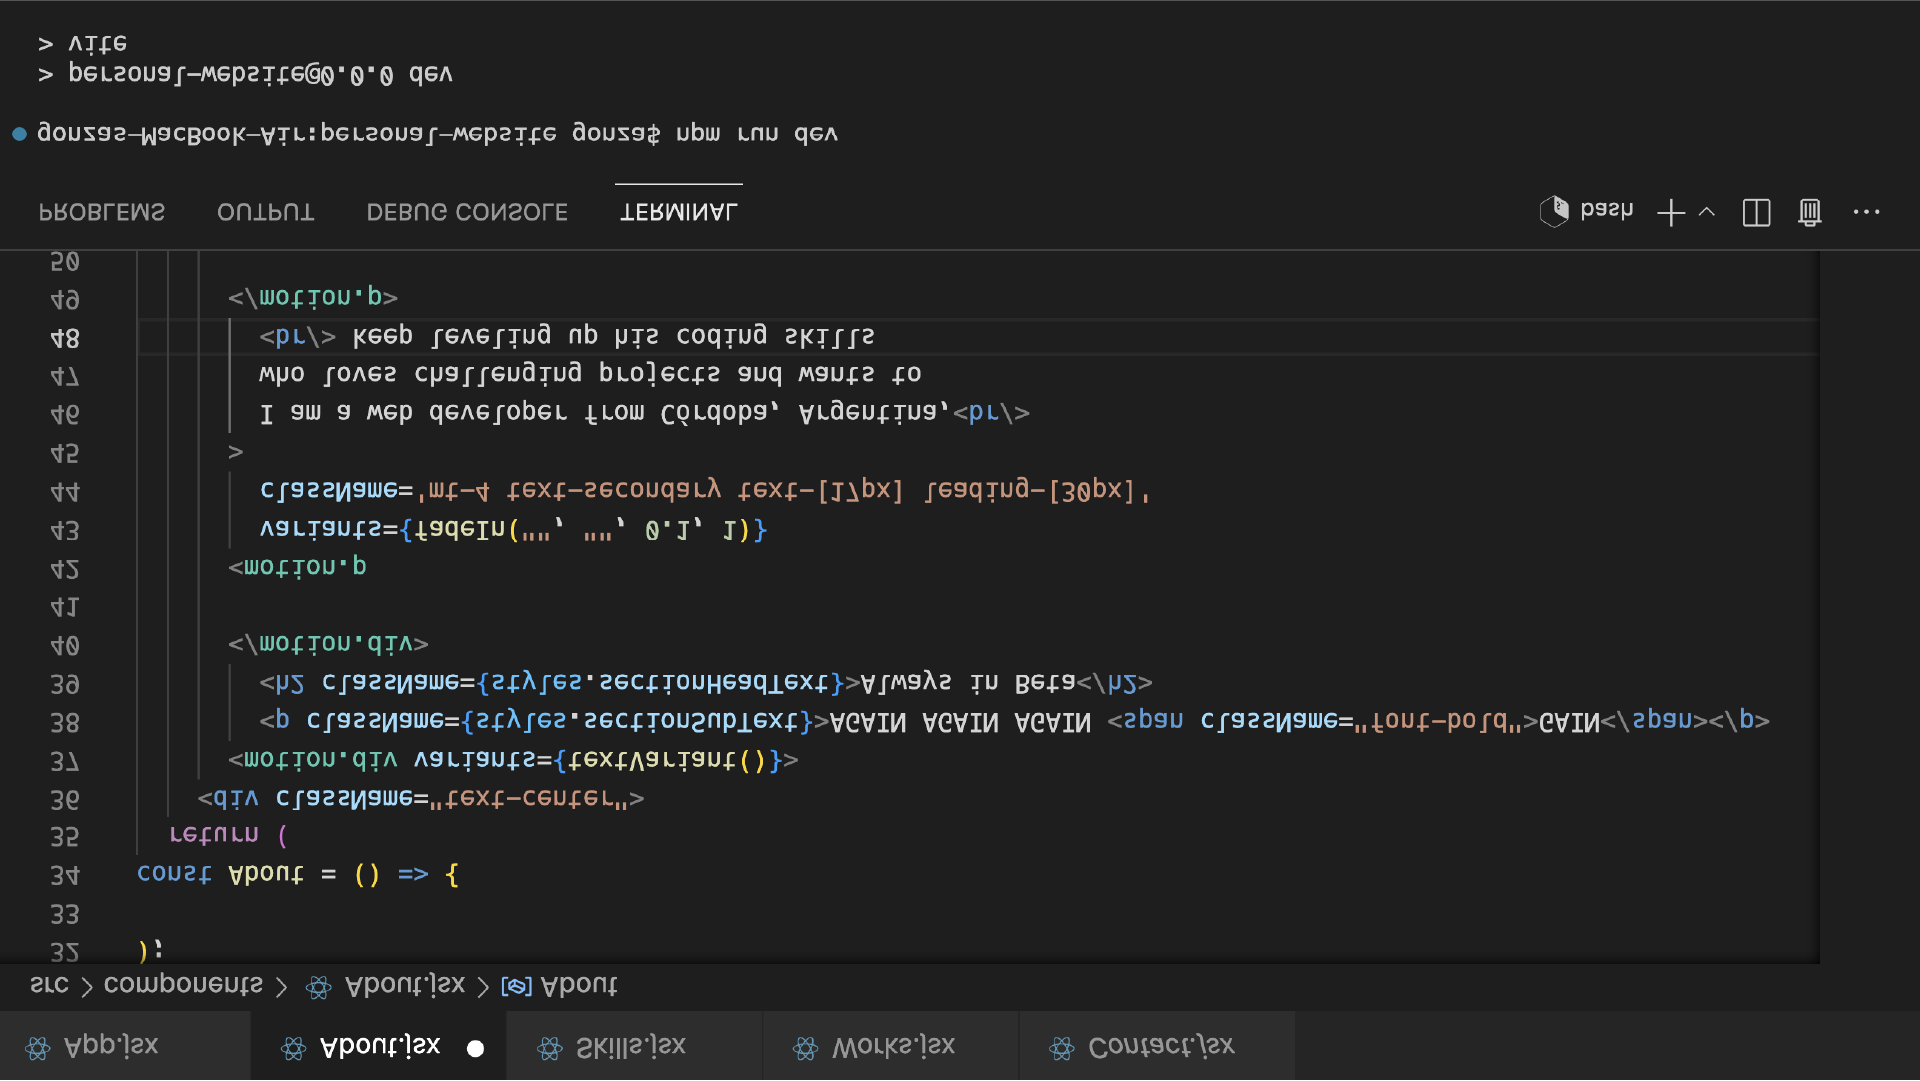 App.jsx About.jsx Skills.jsx Works.jsx Contact.jsx
src > components > About.jsx > About
32 );
33
34 const About = () => {
35 return (
36 <div className="text-center">
37 <motion.div variants={textVariant()}>
38 <p className={styles.sectionSubText}>AGAIN AGAIN AGAIN <span className="font-bold">GAIN</span></p>
39 <h2 className={styles.sectionHeadText}>Always in Beta</h2>
40 </motion.div>
41
42 <motion.p
43 variants={fadeIn("", "", 0.1, 1)}
44 className='mt-4 text-secondary text-[17px] leading-[30px]'
45 >
46 I am a web developer from Córdoba, Argentina,<br/>
47 who loves challenging projects and wants to
48 <br/> keep leveling up his coding skills
49 </motion.p>
50
PROBLEMS OUTPUT DEBUG CONSOLE TERMINAL bash
gonzas-MacBook-Air:personal-website gonza$ npm run dev
> personal-website@0.0.0 dev
> vite